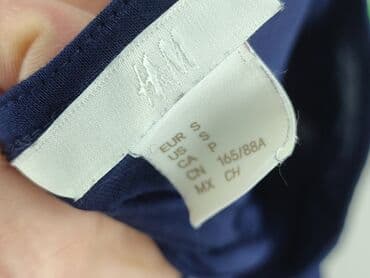 H&M
EUR S
US S
CA P
CN 165/88A
MX CH